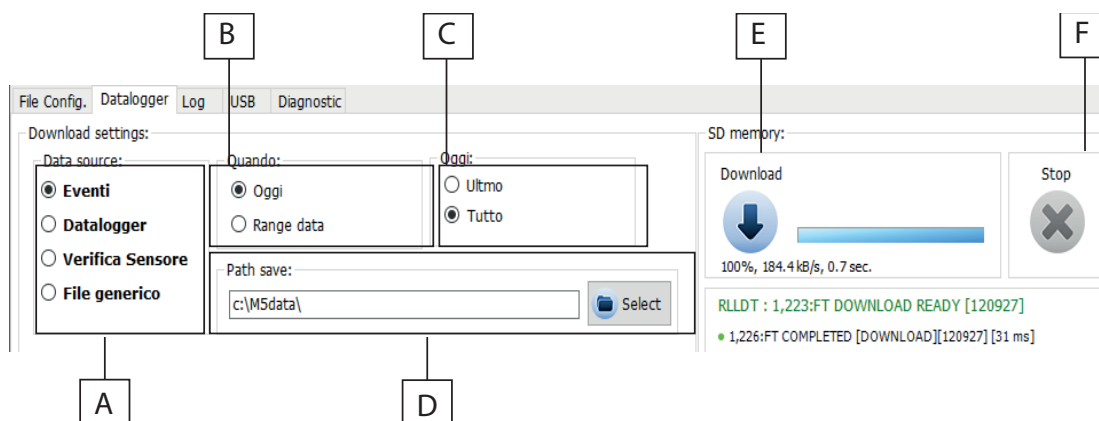 B C E F
File Config. Datalogger Log USB Diagnostic
Download settings:
Data source:
Eventi
Datalogger
Verifica Sensore
File generico
Quando:
Oggi
Range data
Oggi:
Ultmo
Tutto
Path save:
c:\M5data\
Select
SD memory:
Download
100%, 184.4 kB/s, 0.7 sec.
Stop
RLLDT : 1,223:FT DOWNLOAD READY [120927]
1,226:FT COMPLETED [DOWNLOAD][120927] [31 ms]
A D